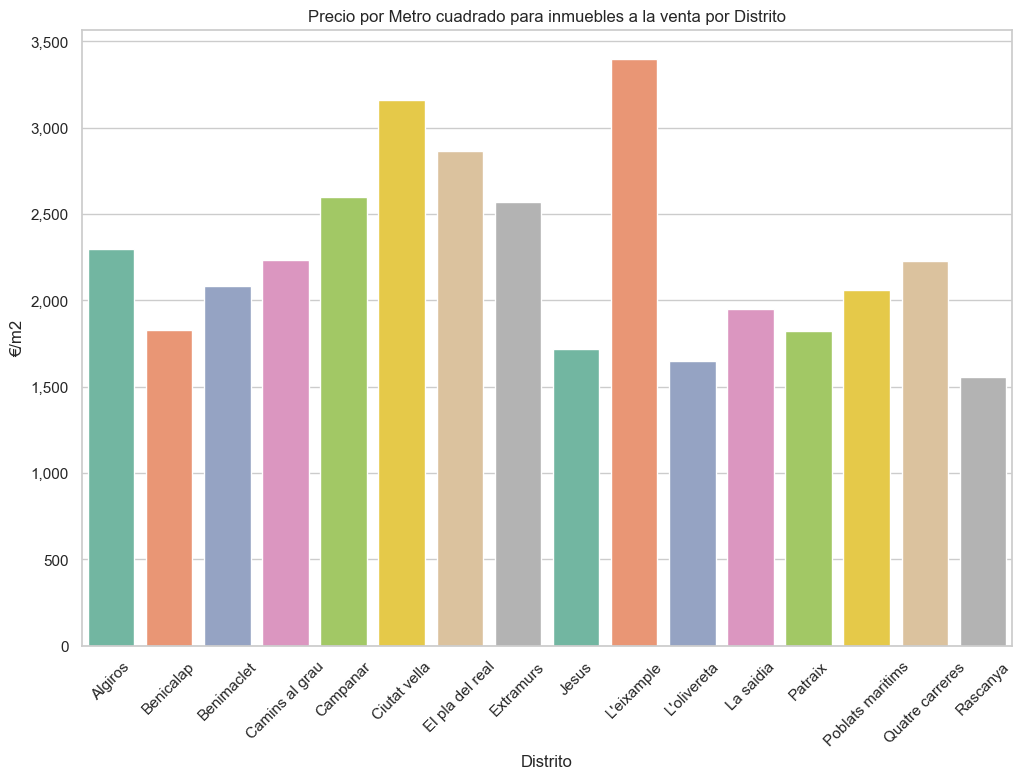 Precio por Metro cuadrado para inmuebles a la venta por Distrito
3,500
3,000
2,500
2,000
1,500
1,000
500
0
€/m2
Algiros
Benicalap
Benimaclet
Camins al grau
Campanar
Ciutat vella
El pla del real
Extramurs
Jesus
L'eixample
L'olivereta
La saidia
Patraix
Poblats maritims
Quatre carreres
Rascanya
Distrito